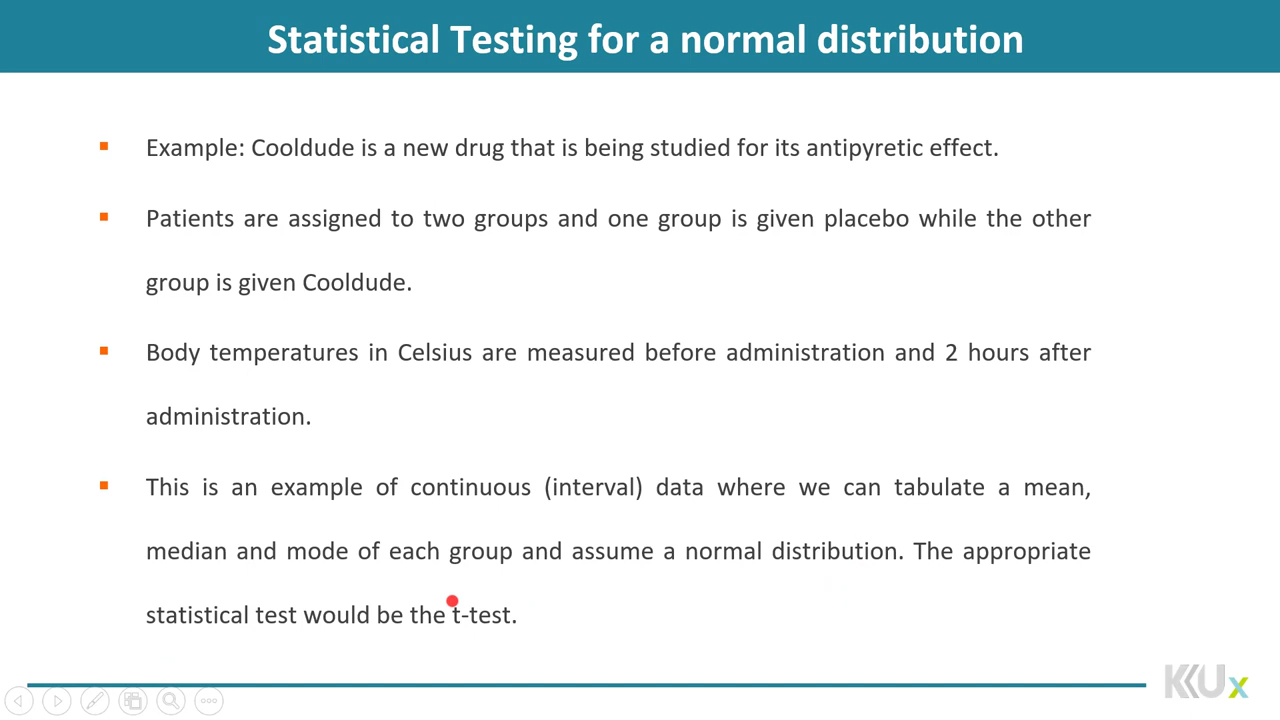 Statistical Testing for a normal distribution
Example: Cooldude is a new drug that is being studied for its antipyretic effect.
Patients are assigned to two groups and one group is given placebo while the other
group is given Cooldude.
Body temperatures in Celsius are measured before administration and 2 hours after
administration.
This is an example of continuous (interval) data where we can tabulate a mean,
median and mode of each group and assume a normal distribution. The appropriate
statistical test would be the t-test.
KKUx